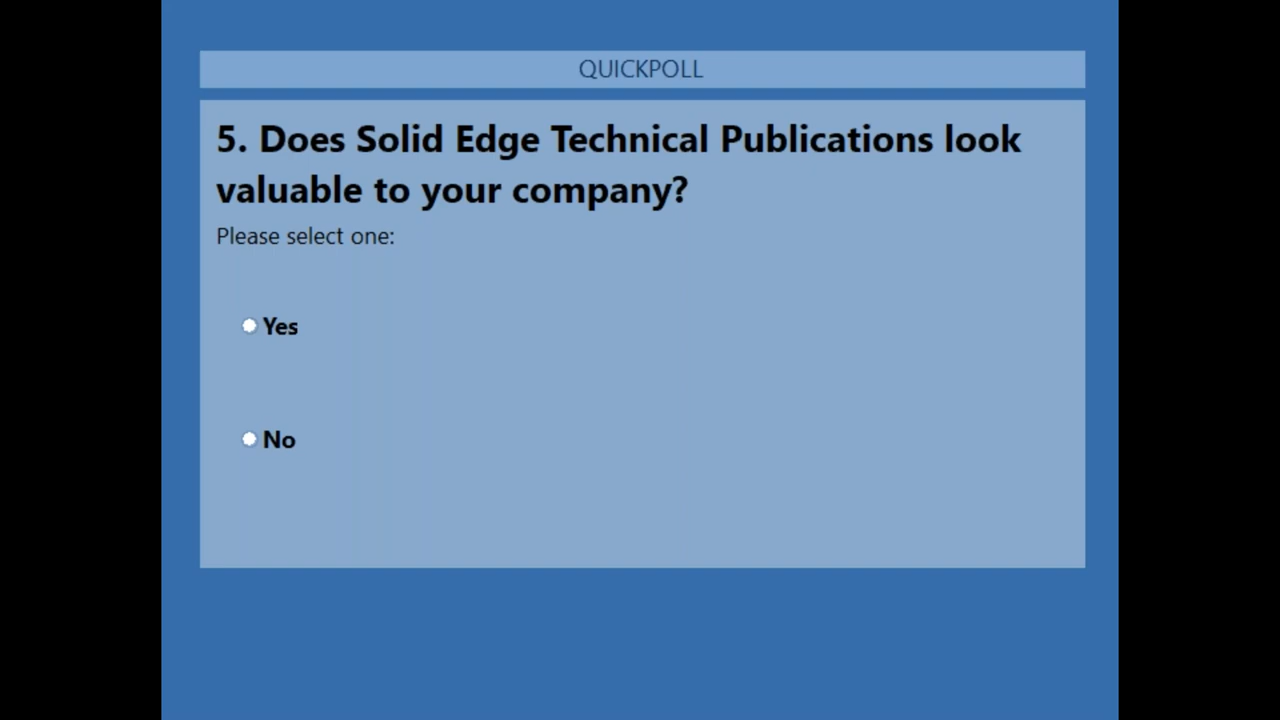 QUICKPOLL
5. Does Solid Edge Technical Publications look
valuable to your company?
Please select one:
Yes
No